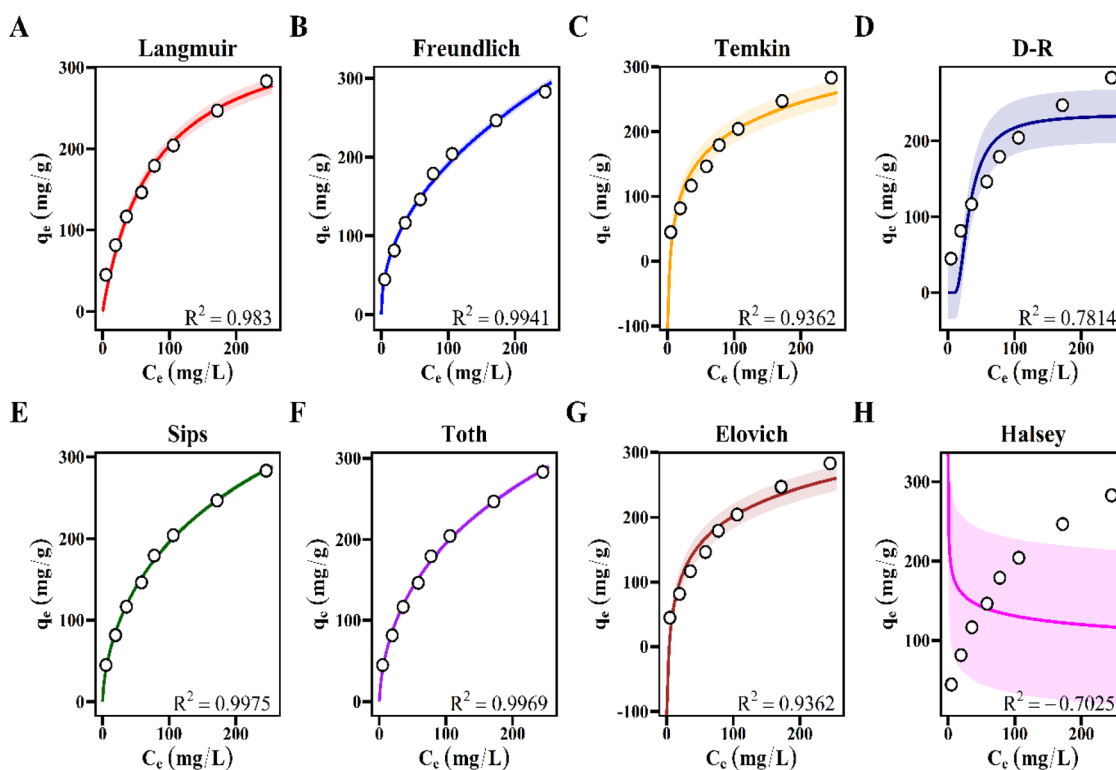 A
Langmuir
300
200
100
0
qe (mg/g)
R² = 0.983
0
200
Ce (mg/L)
B
Freundlich
300
200
100
0
qe (mg/g)
R² = 0.9941
0
200
Ce (mg/L)
C
Temkin
300
200
100
0
-100
qe (mg/g)
R² = 0.9362
0
100
200
Ce (mg/L)
D
D-R
200
100
0
qe (mg/g)
R² = 0.7814
0
100
200
Ce (mg/L)
E
Sips
300
200
100
0
qe (mg/g)
R² = 0.9975
0
100
200
Ce (mg/L)
F
Toth
300
200
100
0
qe (mg/g)
R² = 0.9969
0
100
200
Ce (mg/L)
G
Elovich
300
200
100
0
-100
qe (mg/g)
R² = 0.9362
0
100
200
Ce (mg/L)
H
Halsey
300
200
100
qe (mg/g)
R² = −0.7025
0
100
200
Ce (mg/L)